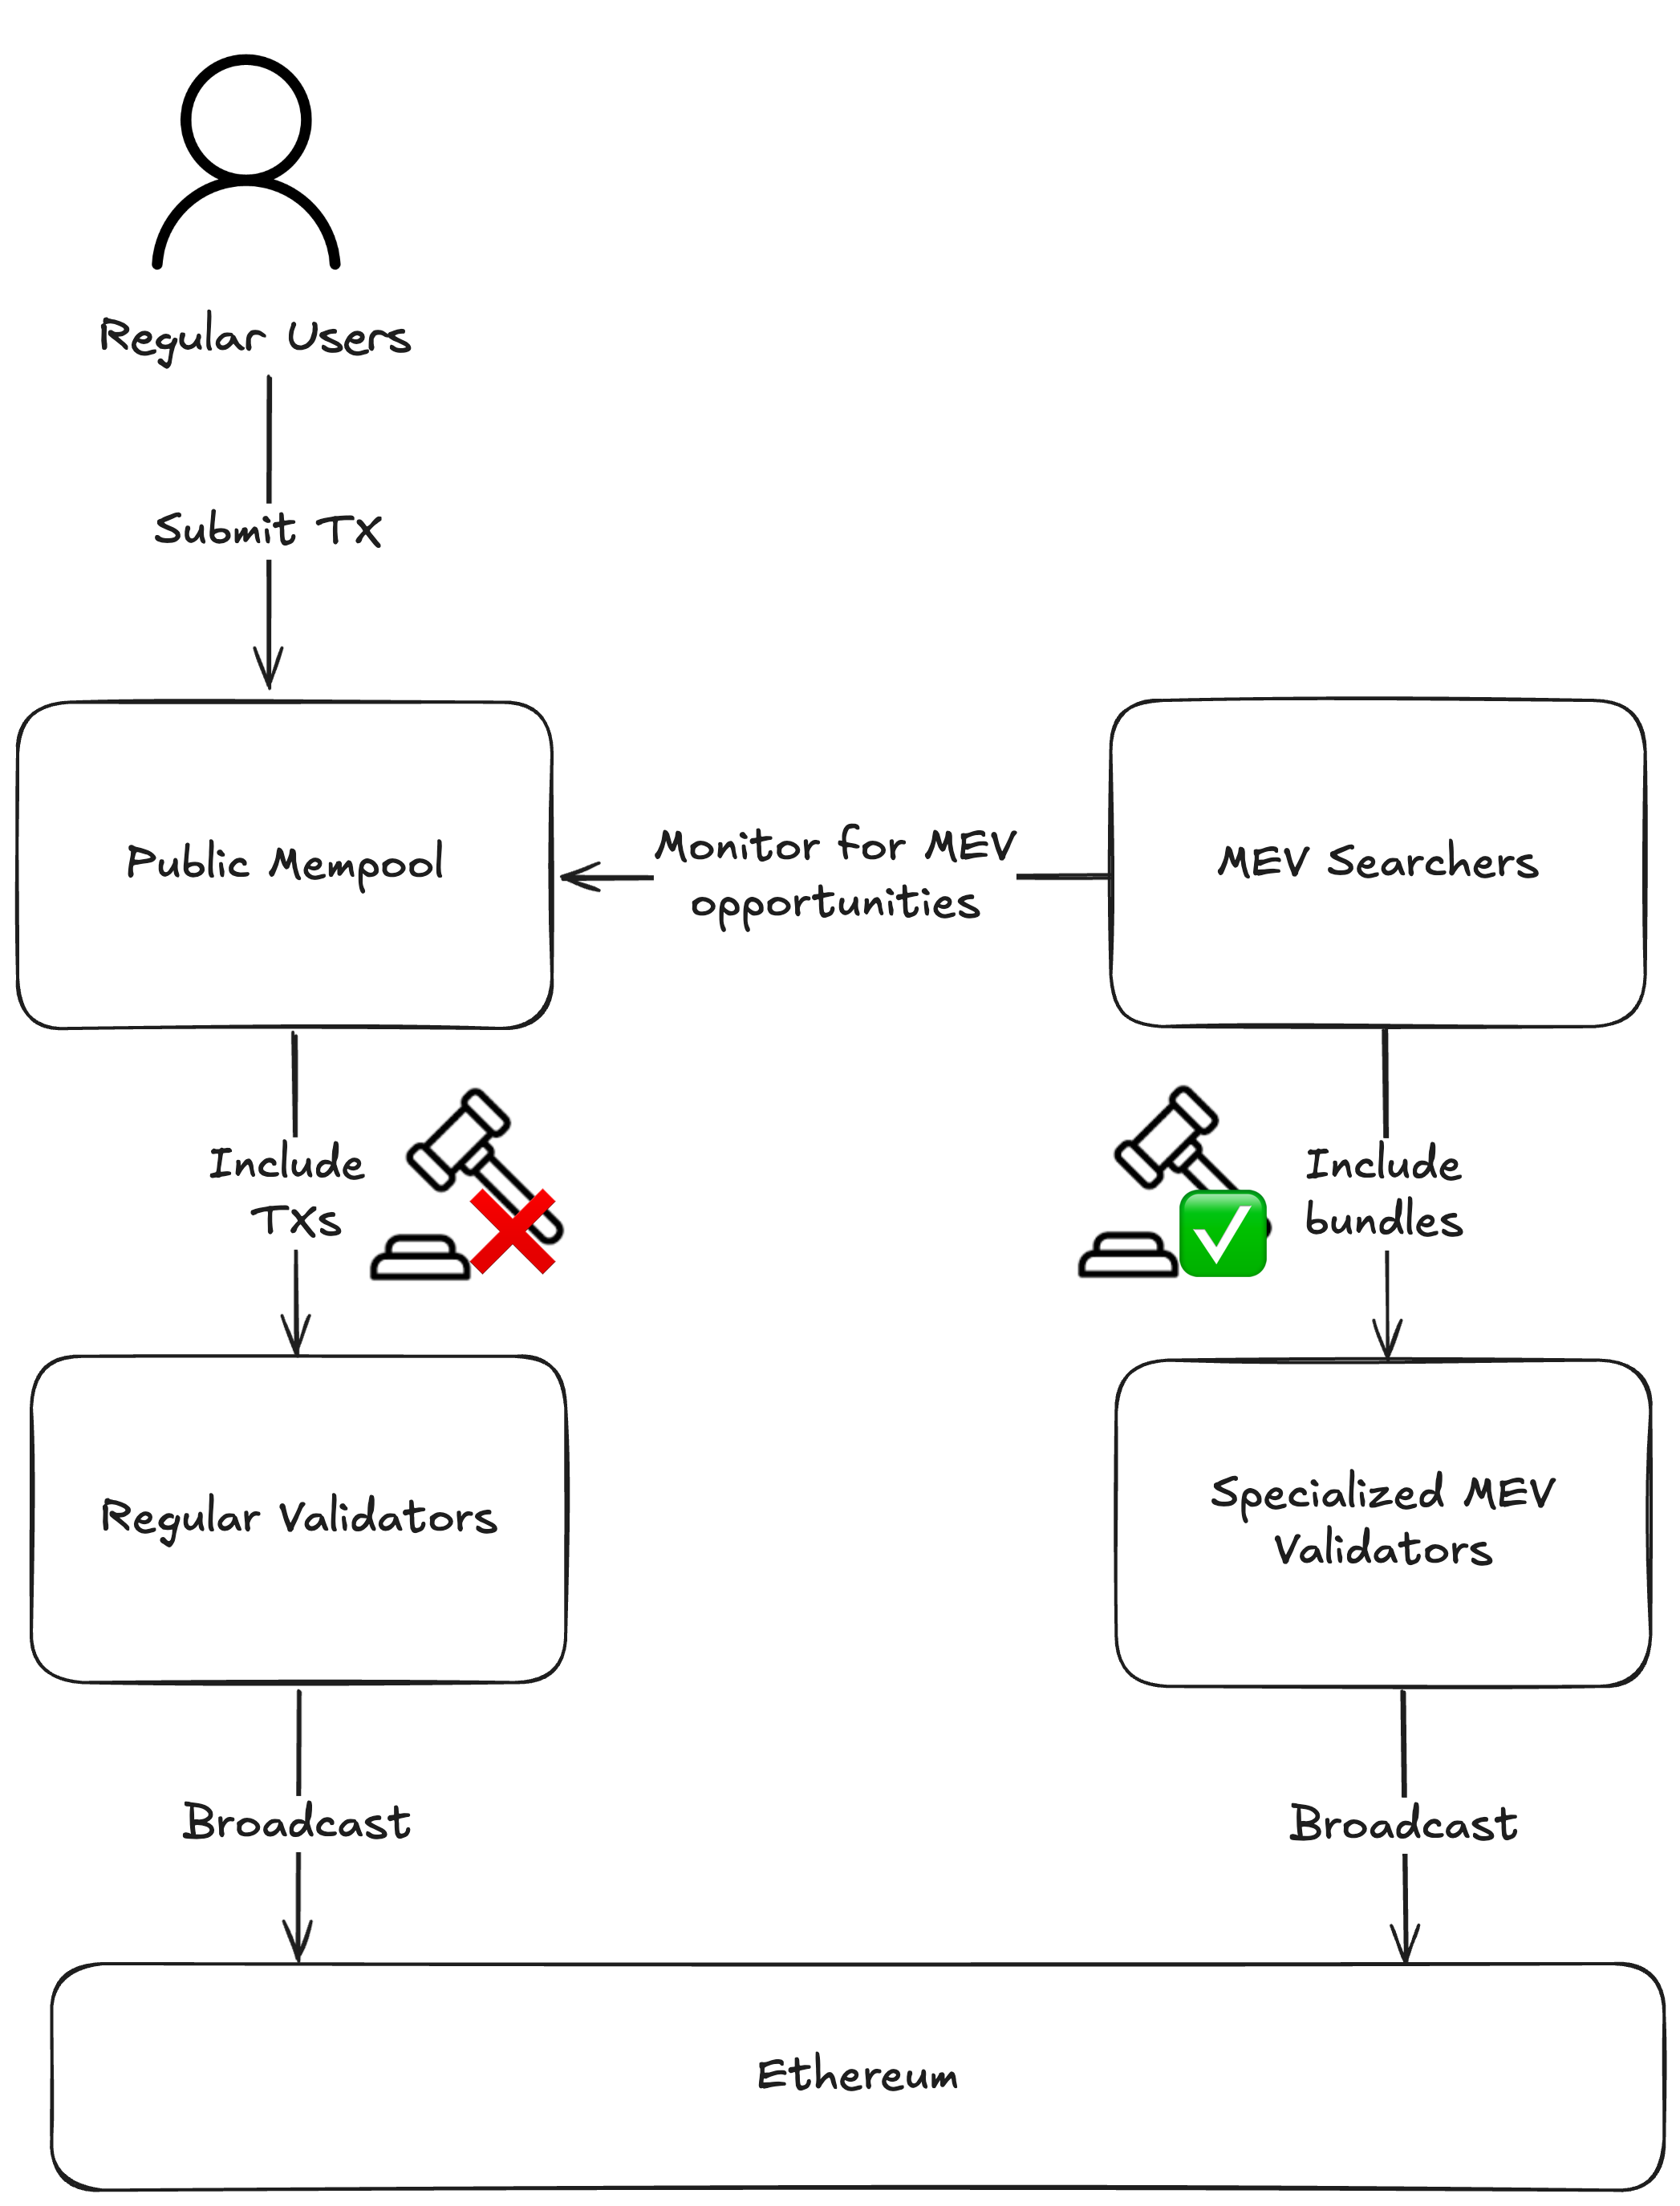 Regular Users
Submit TX
Public Mempool
Monitor for MEV
opportunities
MEV Searchers
Include
TXs
Include
bundles
Regular Validators
Specialized MEV
Validators
Broadcast
Broadcast
Ethereum